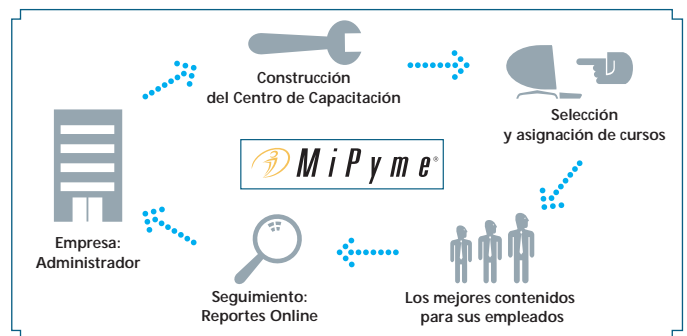 Construcción
del Centro de Capacitación
Selección
y asignación de cursos
MiPyme®
Empresa:
Administrador
Seguimiento:
Reportes Online
Los mejores contenidos
para sus empleados